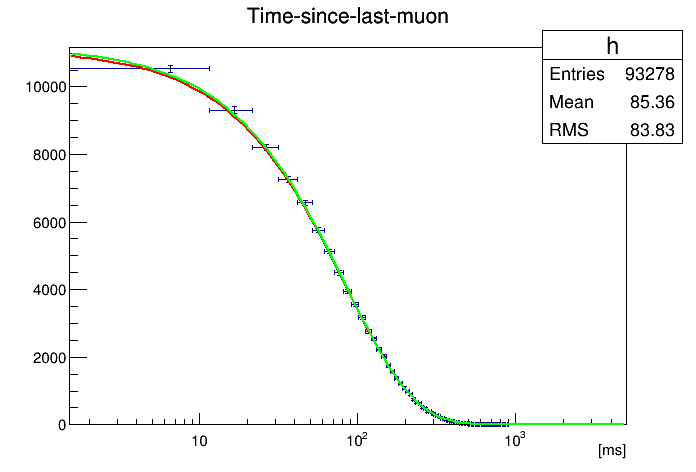 Time-since-last-muon
h
Entries 93278
Mean 85.36
RMS 83.83
10000
8000
6000
4000
2000
0
10 10² 10³
[ms]